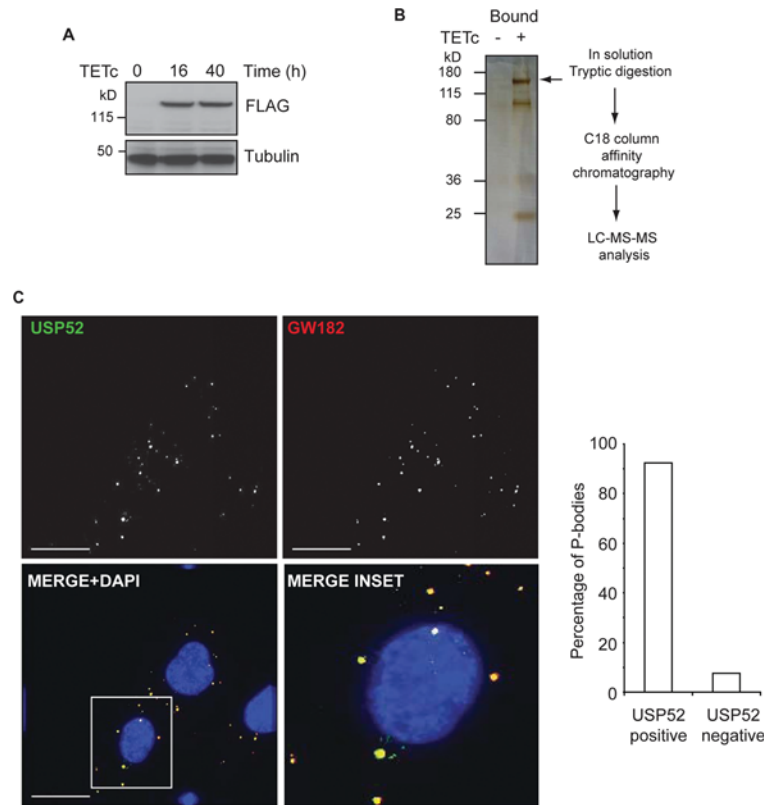 A
TETc 0 16 40 Time (h)
kD
115
FLAG
50
Tubulin
B
Bound
TETc - +
kD
180
115
80
36
25
In solution
Tryptic digestion
C18 column
affinity
chromatography
LC-MS-MS
analysis
C
USP52
GW182
MERGE+DAPI
MERGE INSET
Percentage of P-bodies
100
80
60
40
20
0
USP52
positive
USP52
negative